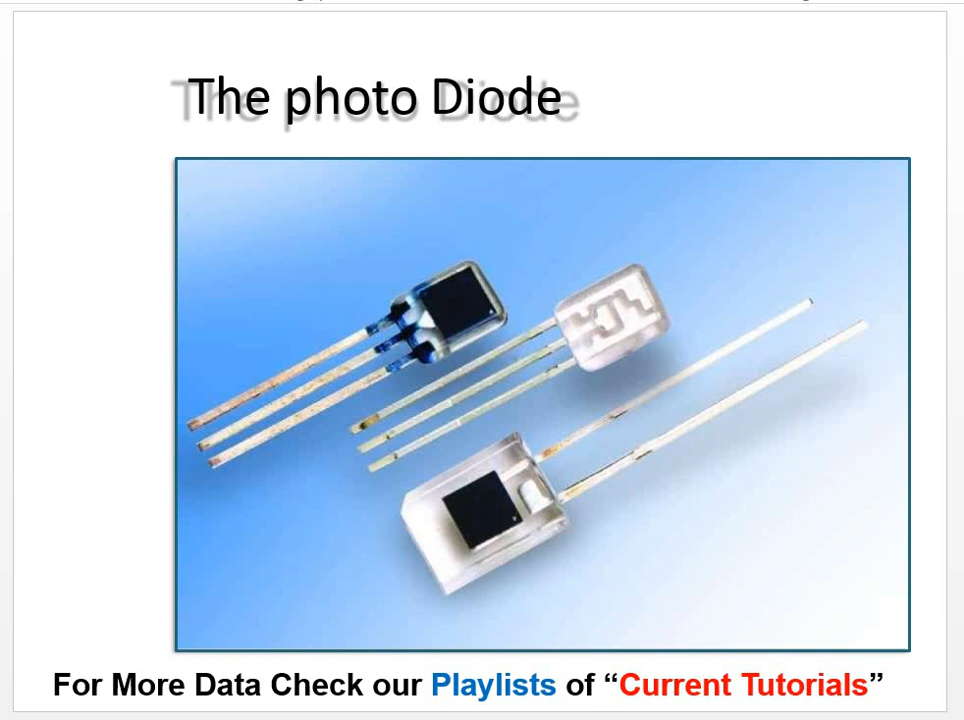 The photo Diode
For More Data Check our Playlists of “Current Tutorials”